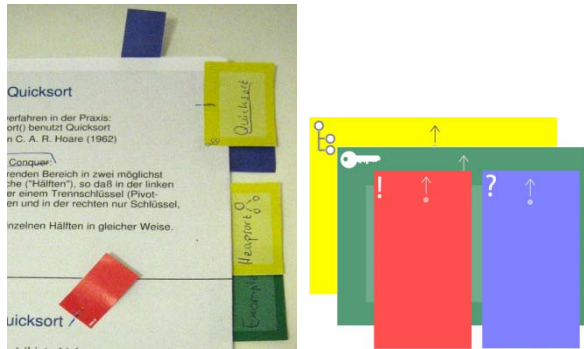 Quicksort
erfahren in der Praxis:
ort() benutzt Quicksort
n C. A. R. Hoare (1962)
Conquer:
renden Bereich in zwei möglichst
che ("Hälften"), so daß in der linken
er einem Trennschlüssel (Pivot-
en und in der rechten nur Schlüssel,
nzelnen Hälften in gleicher Weise.
uicksort
Quicksort
Heapsort
Example
!
?